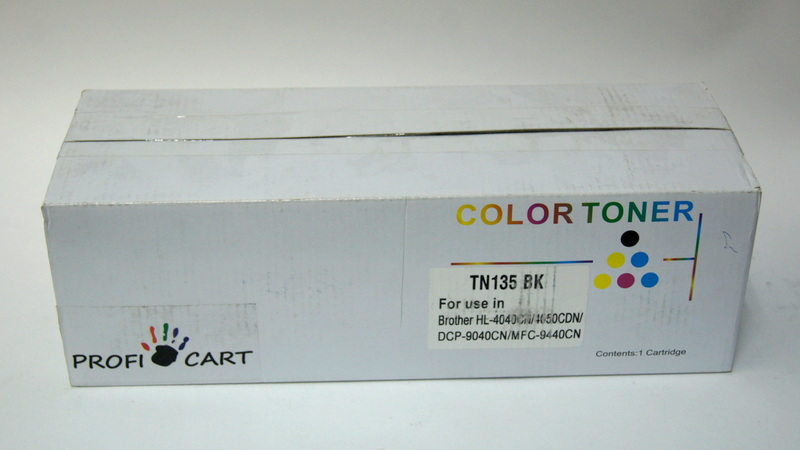 COLOR TONER
TN135 BK
For use in
Brother HL-4040CN/4050CDN/
DCP-9040CN/MFC-9440CN
Contents:1 Cartridge
PROFI CART